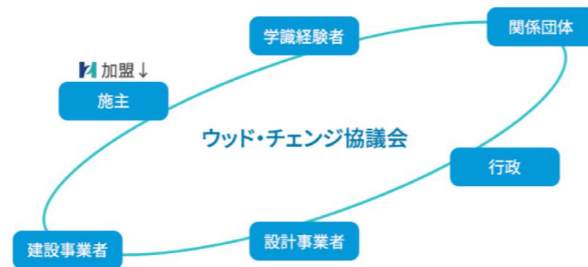 学識経験者
関係団体
加盟↓
施主
ウッド・チェンジ協議会
行政
設計事業者
建設事業者